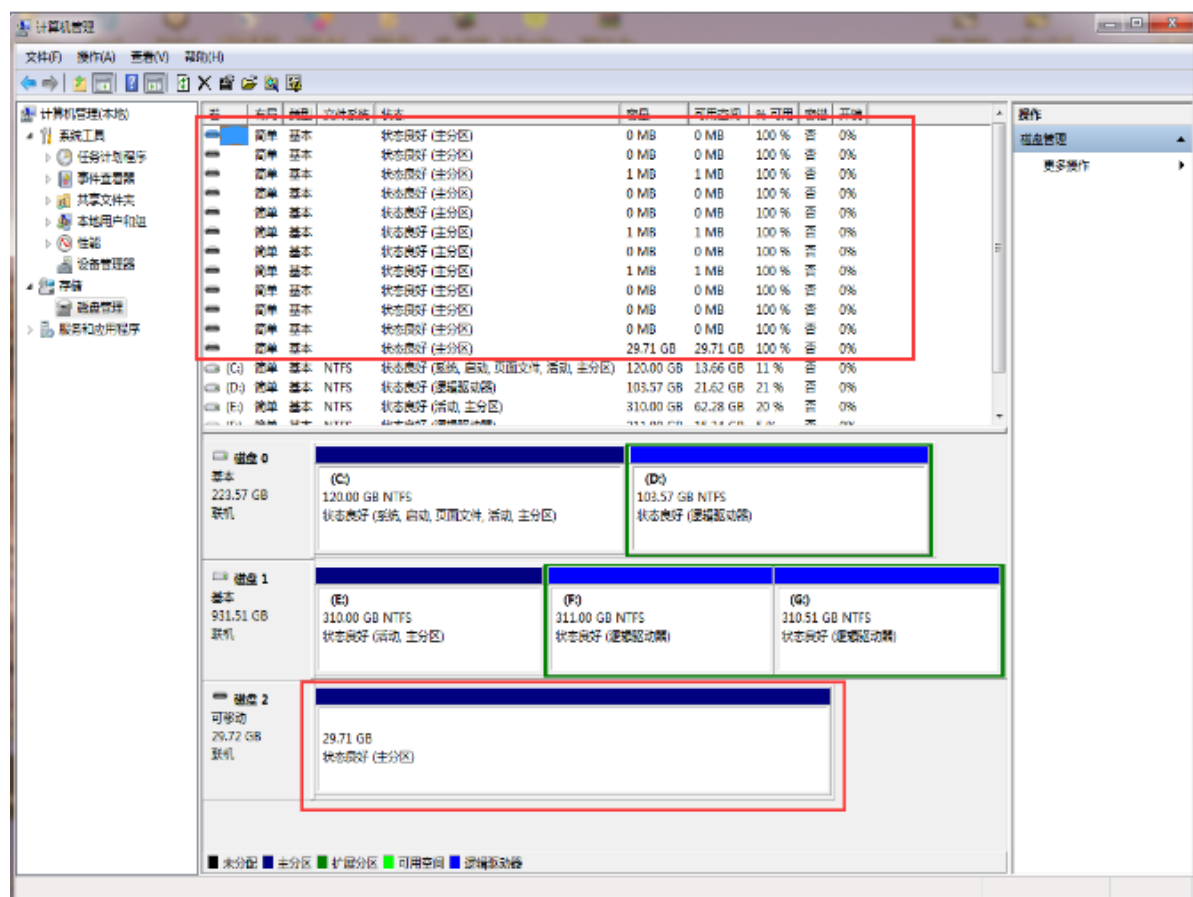 计算机管理
文件(F) 操作(A) 查看(V) 帮助(H)
计算机管理(本地)
系统工具
任务计划程序
事件查看器
共享文件夹
本地用户和组
性能
设备管理器
存储
磁盘管理
服务和应用程序
卷 布局 类型 文件系统 状态 容量 可用空间 % 可用 容错 开销
简单 基本 状态良好 (主分区) 0 MB 0 MB 100 % 否 0%
简单 基本 状态良好 (主分区) 0 MB 0 MB 100 % 否 0%
简单 基本 状态良好 (主分区) 1 MB 1 MB 100 % 否 0%
简单 基本 状态良好 (主分区) 0 MB 0 MB 100 % 否 0%
简单 基本 状态良好 (主分区) 0 MB 0 MB 100 % 否 0%
简单 基本 状态良好 (主分区) 1 MB 1 MB 100 % 否 0%
简单 基本 状态良好 (主分区) 0 MB 0 MB 100 % 否 0%
简单 基本 状态良好 (主分区) 1 MB 1 MB 100 % 否 0%
简单 基本 状态良好 (主分区) 0 MB 0 MB 100 % 否 0%
简单 基本 状态良好 (主分区) 0 MB 0 MB 100 % 否 0%
简单 基本 状态良好 (主分区) 0 MB 0 MB 100 % 否 0%
简单 基本 状态良好 (主分区) 29.71 GB 29.71 GB 100 % 否 0%
(C:) 简单 基本 NTFS 状态良好 (系统, 启动, 页面文件, 活动, 主分区) 120.00 GB 13.66 GB 11 % 否 0%
(D:) 简单 基本 NTFS 状态良好 (逻辑驱动器) 103.57 GB 21.62 GB 21 % 否 0%
(E:) 简单 基本 NTFS 状态良好 (活动, 主分区) 310.00 GB 62.28 GB 20 % 否 0%
操作
磁盘管理
更多操作
磁盘 0
基本
223.57 GB
联机
(C:)
120.00 GB NTFS
状态良好 (系统, 启动, 页面文件, 活动, 主分区)
(D:)
103.57 GB NTFS
状态良好 (逻辑驱动器)
磁盘 1
基本
931.51 GB
联机
(E:)
310.00 GB NTFS
状态良好 (活动, 主分区)
(F:)
311.00 GB NTFS
状态良好 (逻辑驱动器)
(G:)
310.51 GB NTFS
状态良好 (逻辑驱动器)
磁盘 2
可移动
29.72 GB
联机
29.71 GB
状态良好 (主分区)
未分配 主分区 扩展分区 可用空间 逻辑驱动器